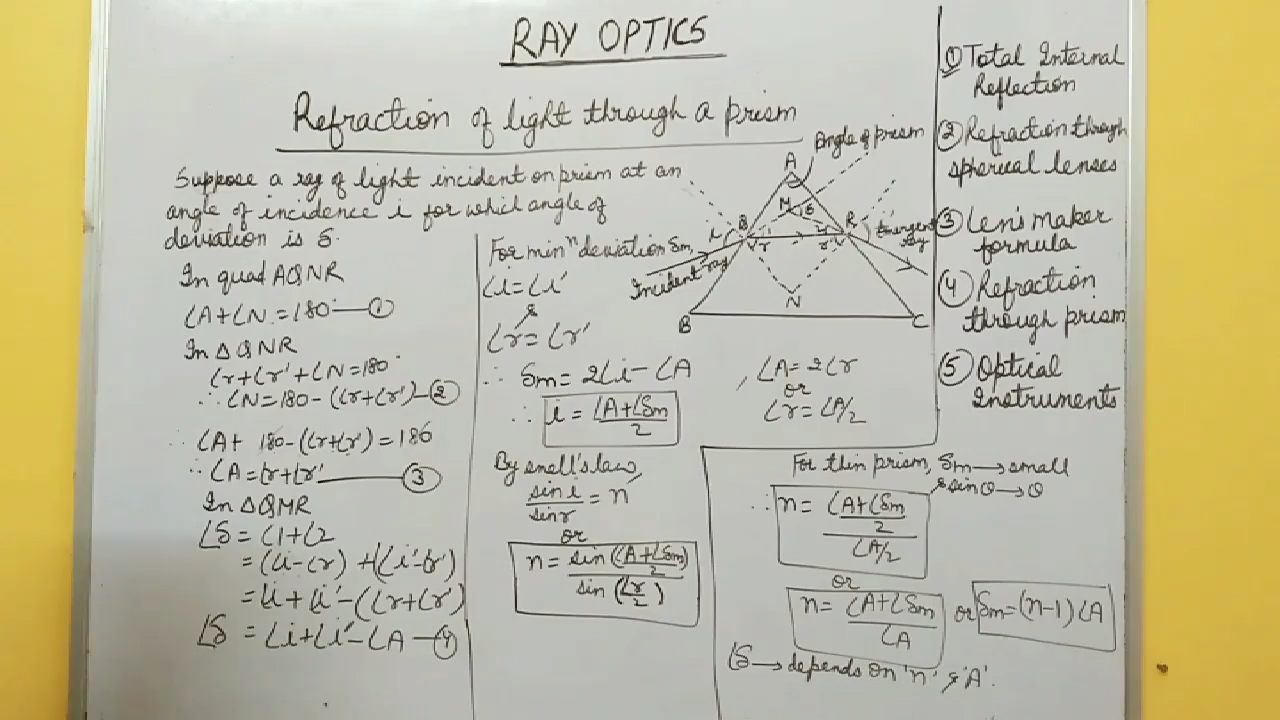 RAY OPTICS
Refraction of light through a prism
Suppose a ray of light incident on prism at an
angle of incidence i for which angle of
deviation is δ.
In quad AQNR
∠A+∠N=180 — ①
In Δ QNR
∠r+∠r'+∠N=180
∴ ∠N=180-(∠r+∠r') — ②
∴ ∠A+ 180-(∠r+∠r')=180
∴ ∠A=∠r+∠r' — ③
In ΔQMR
∠δ = ∠1+∠2
=(∠i-∠r)+(∠i'-∠r')
=∠i+∠i'-(∠r+∠r')
∠δ = ∠i+∠i'-∠A — ④
For minⁿ deviation δm,
∠i=∠i'
&
∠r=∠r'
∴ δm=2∠i-∠A
∴ i = ∠A+∠δm/2
By snell's law,
sin i/sin r = n
or
n = sin(∠A+∠δm/2)/sin(∠r/2)
Angle of prism
A
M
δ
Q
R
i
r
r'
Emergent
ray
Incident ray
N
B
C
, ∠A=2∠r
or
∠r=∠A/2
For thin prism, δm → small
& sin θ → θ
∴ n = (∠A+∠δm/2)/(∠A/2)
or
n = ∠A+∠δm/∠A or δm=(n-1)∠A
∠δ → depends on 'n' & 'A'.
① Total Internal
Reflection
② Refraction through
spherical lenses
③ Len's maker
formula
④ Refraction
through prism
⑤ Optical
Instruments